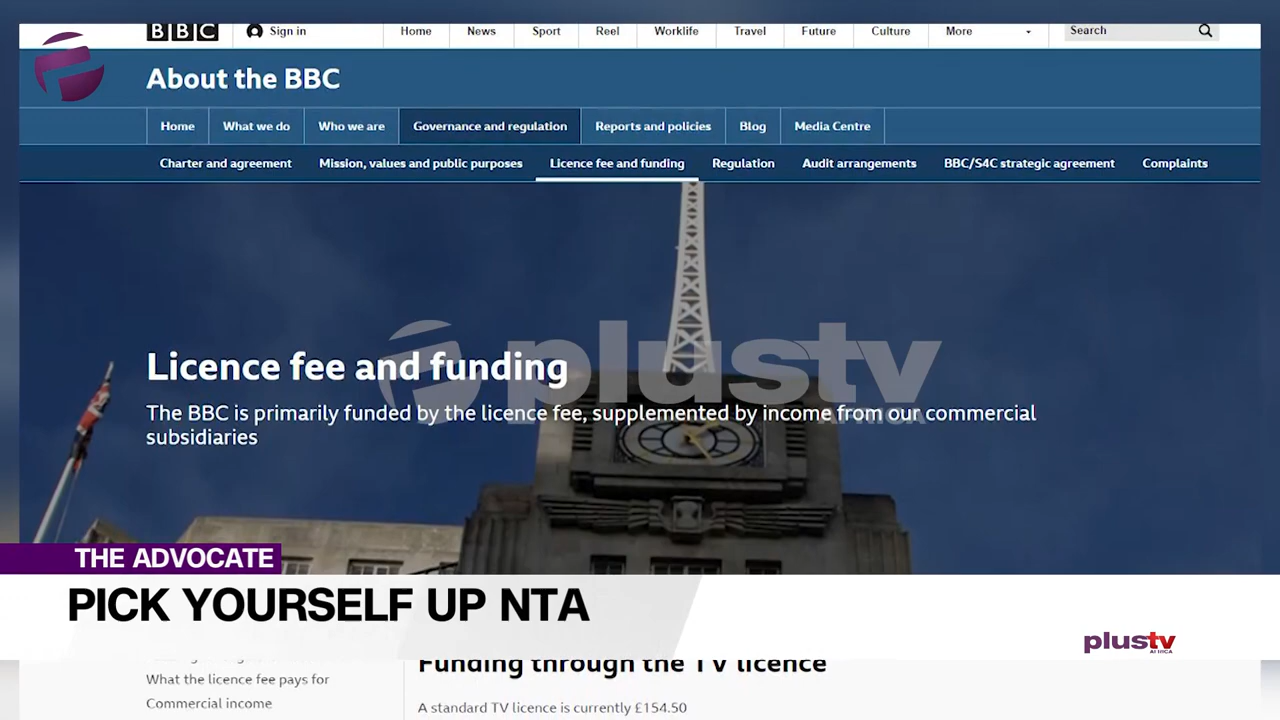 BBC Sign in Home News Sport Reel Worklife Travel Future Culture More Search
About the BBC
Home What we do Who we are Governance and regulation Reports and policies Blog Media Centre
Charter and agreement Mission, values and public purposes Licence fee and funding Regulation Audit arrangements BBC/S4C strategic agreement Complaints
plustv
AFRICA
Licence fee and funding
The BBC is primarily funded by the licence fee, supplemented by income from our commercial
subsidiaries
THE ADVOCATE
PICK YOURSELF UP NTA
plustv
AFRICA
Funding through the TV licence
What the licence fee pays for
Commercial income
A standard TV licence is currently £154.50